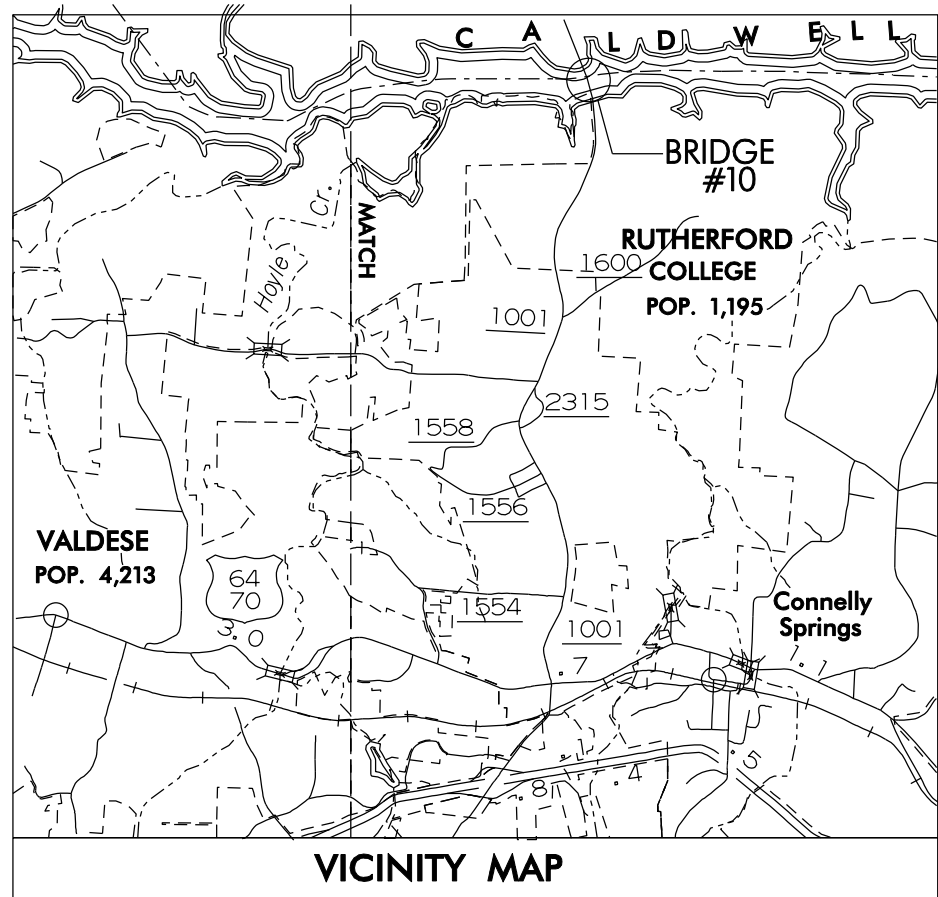 C A L D W E L L
BRIDGE
#10
Hoyle Cr.
MATCH
RUTHERFORD
COLLEGE
POP. 1,195
1600
1001
2315
1558
1556
VALDESE
POP. 4,213
64
70
3.0
1554
1001
.7
Connelly
Springs
1.1
.5
.4
.8
VICINITY MAP